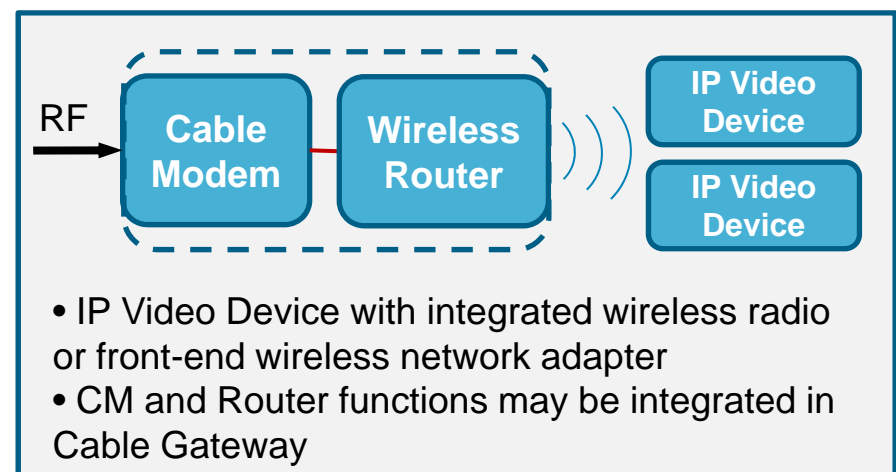 RF
Cable
Modem
Wireless
Router
IP Video
Device
IP Video
Device
• IP Video Device with integrated wireless radio
or front-end wireless network adapter
• CM and Router functions may be integrated in
Cable Gateway